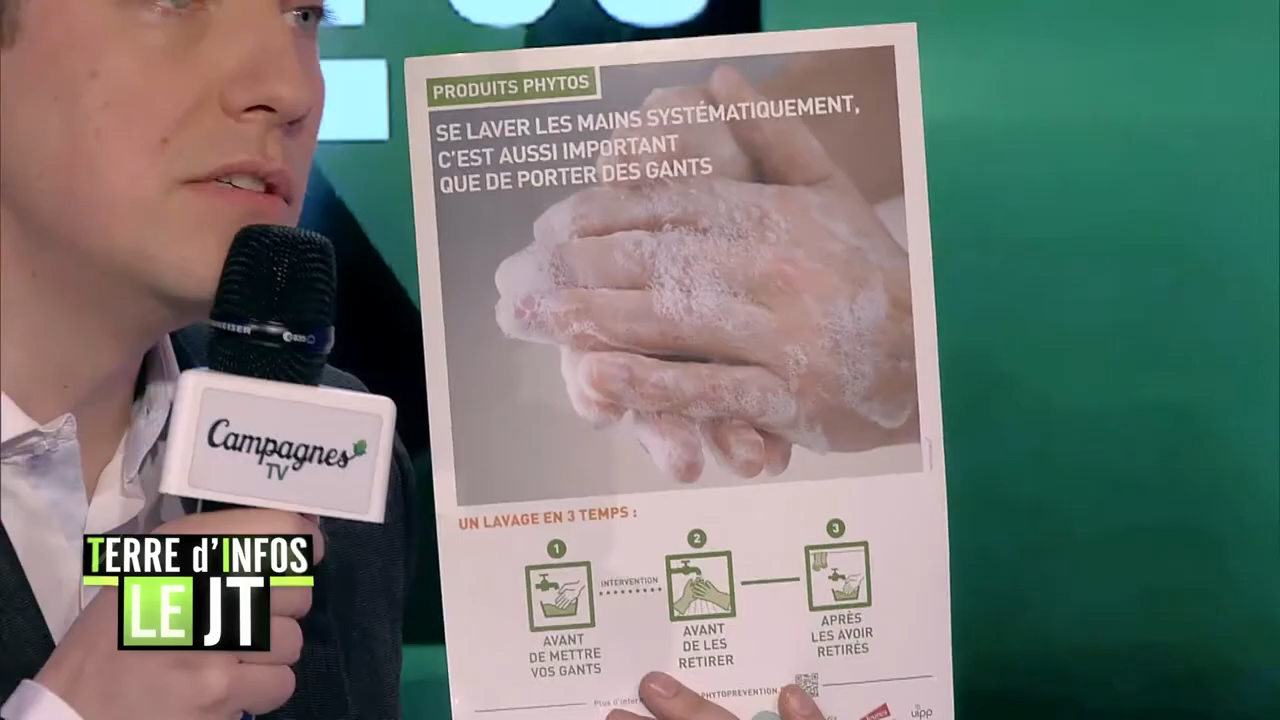 PRODUITS PHYTOS
SE LAVER LES MAINS SYSTÉMATIQUEMENT,
C'EST AUSSI IMPORTANT
QUE DE PORTER DES GANTS
Campagnes
TV
UN LAVAGE EN 3 TEMPS :
1
2
3
INTERVENTION
AVANT
DE METTRE
VOS GANTS
AVANT
DE LES
RETIRER
APRÈS
LES AVOIR
RETIRÉS
TERRE d'INFOS
LE JT
Plus d'infor
PHYTOPREVENTION
uipp